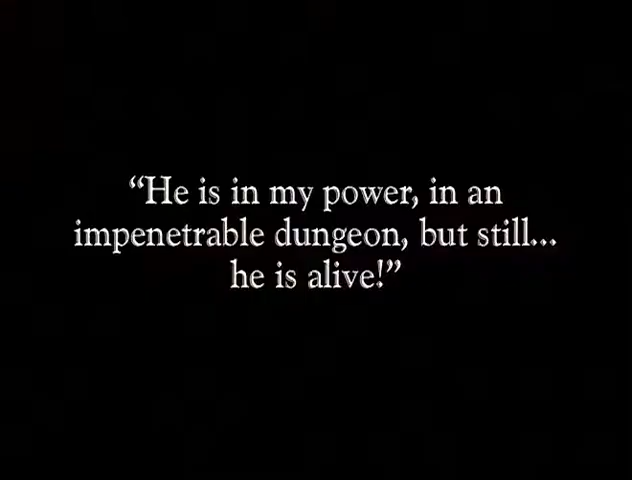 “He is in my power, in an
impenetrable dungeon, but still...
he is alive!”